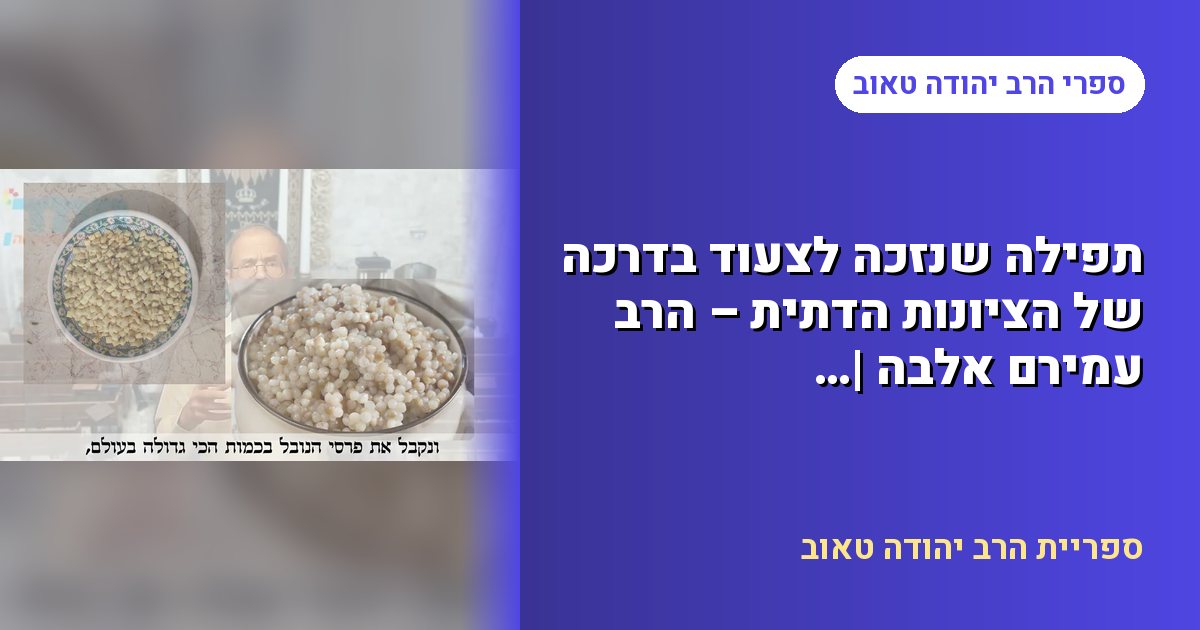 ספרי הרב יהודה טאוב
תפילה שנזכה לצעוד בדרכה
של הציונות הדתית – הרב
עמירם אלבה |...
ונקבל את פרסי הנובל בכמות הכי גדולה בעולם,
ספריית הרב יהודה טאוב